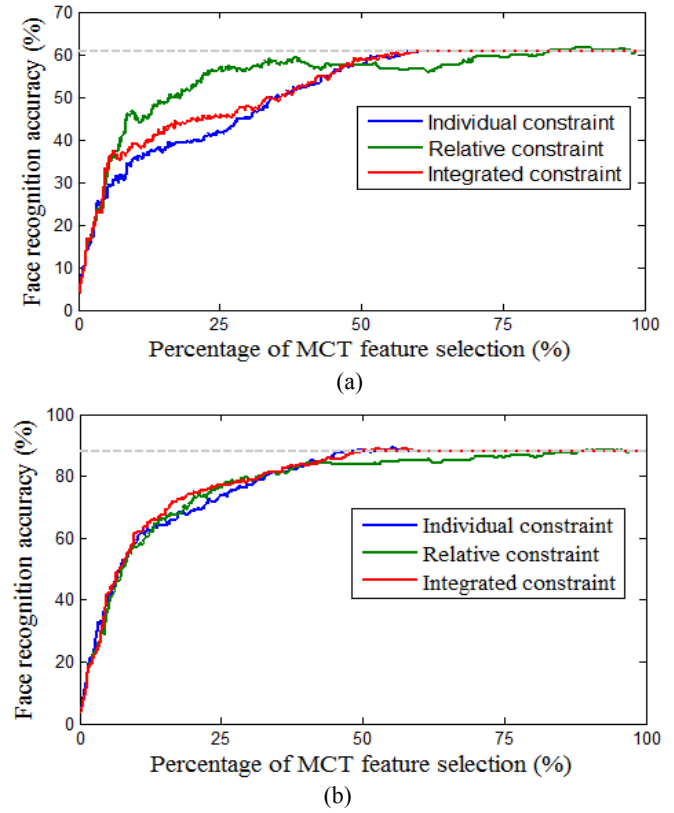 70
60
50
40
30
20
10
0
Face recognition accuracy (%)
Individual constraint
Relative constraint
Integrated constraint
0 25 50 75 100
Percentage of MCT feature selection (%)
(a)
100
80
60
40
20
0
Face recognition accuracy (%)
Individual constraint
Relative constraint
Integrated constraint
0 25 50 75 100
Percentage of MCT feature selection (%)
(b)